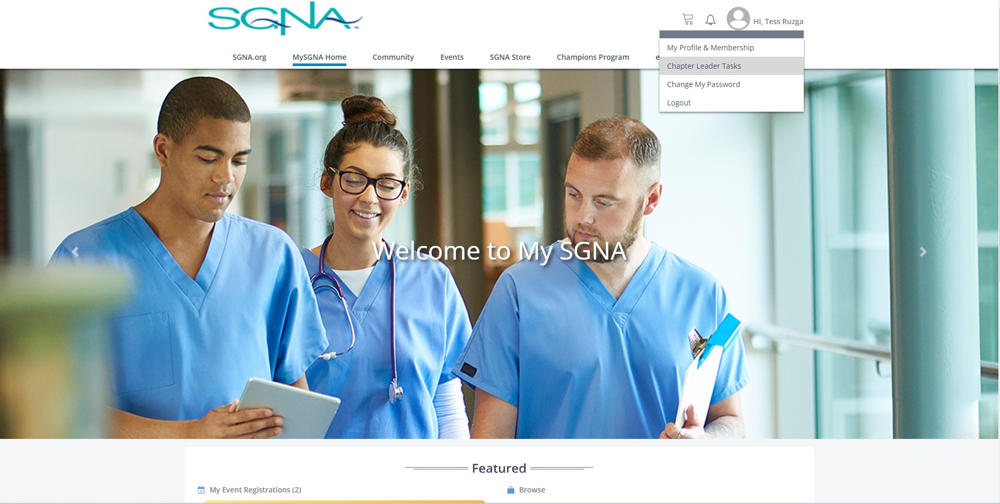 SGNA
TM
Hi, Tess Ruzga
SGNA.org
MySGNA Home
Community
Events
SGNA Store
Champions Program
e
My Profile & Membership
Chapter Leader Tasks
Change My Password
Logout
Welcome to My SGNA
Featured
My Event Registrations (2)
Browse